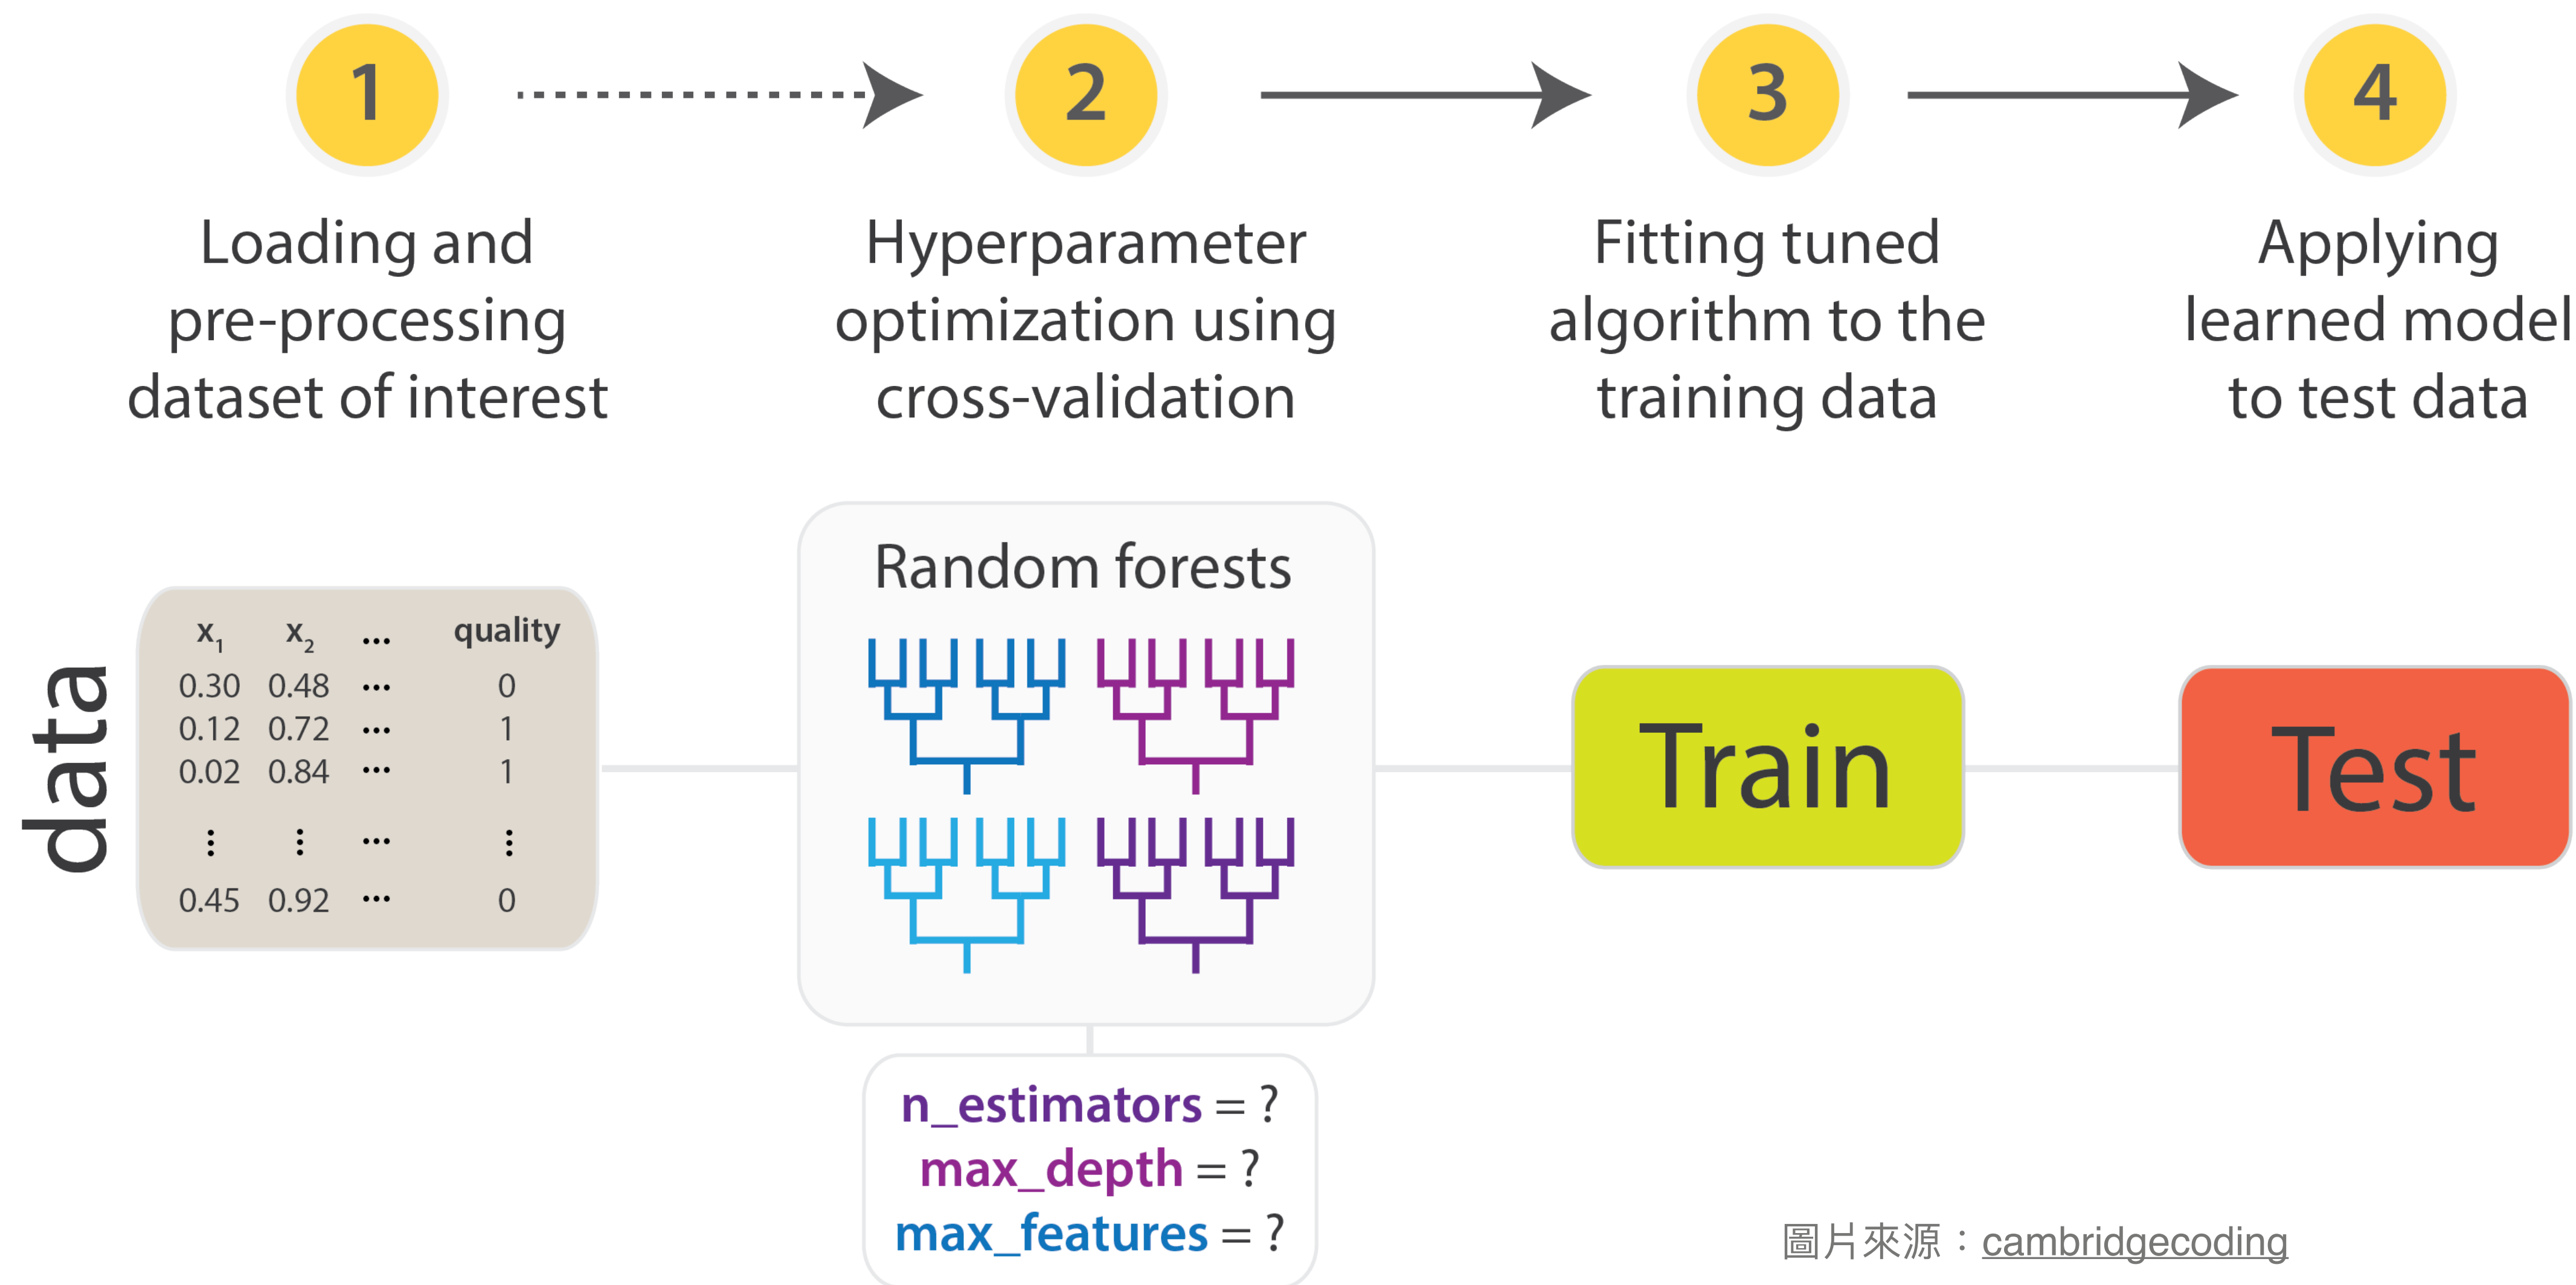 1
2
3
4
Loading and
pre-processing
dataset of interest
Hyperparameter
optimization using
cross-validation
Fitting tuned
algorithm to the
training data
Applying
learned model
to test data
data
x₁ x₂ ... quality
0.30 0.48 ... 0
0.12 0.72 ... 1
0.02 0.84 ... 1
⋮ ⋮ ... ⋮
0.45 0.92 ... 0
Random forests
n_estimators = ?
max_depth = ?
max_features = ?
Train
Test
圖片來源：cambridgecoding